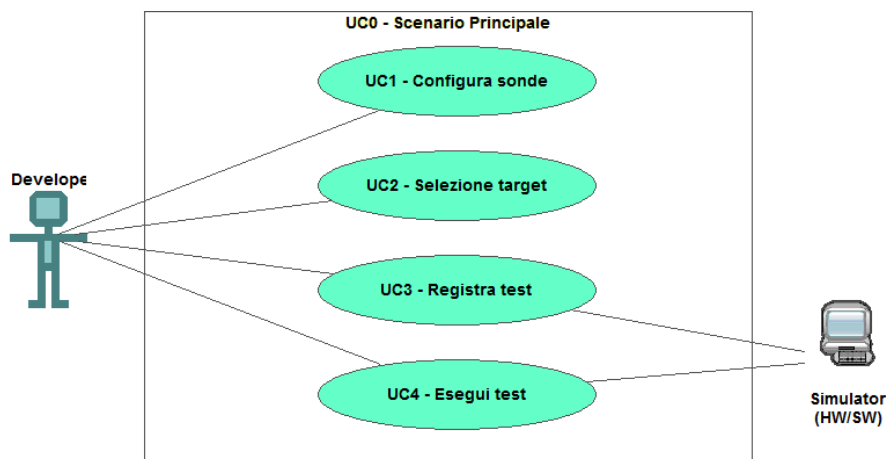 UC0 - Scenario Principale
UC1 - Configura sonde
Develope
UC2 - Selezione target
UC3 - Registra test
UC4 - Esegui test
Simulator
(HW/SW)